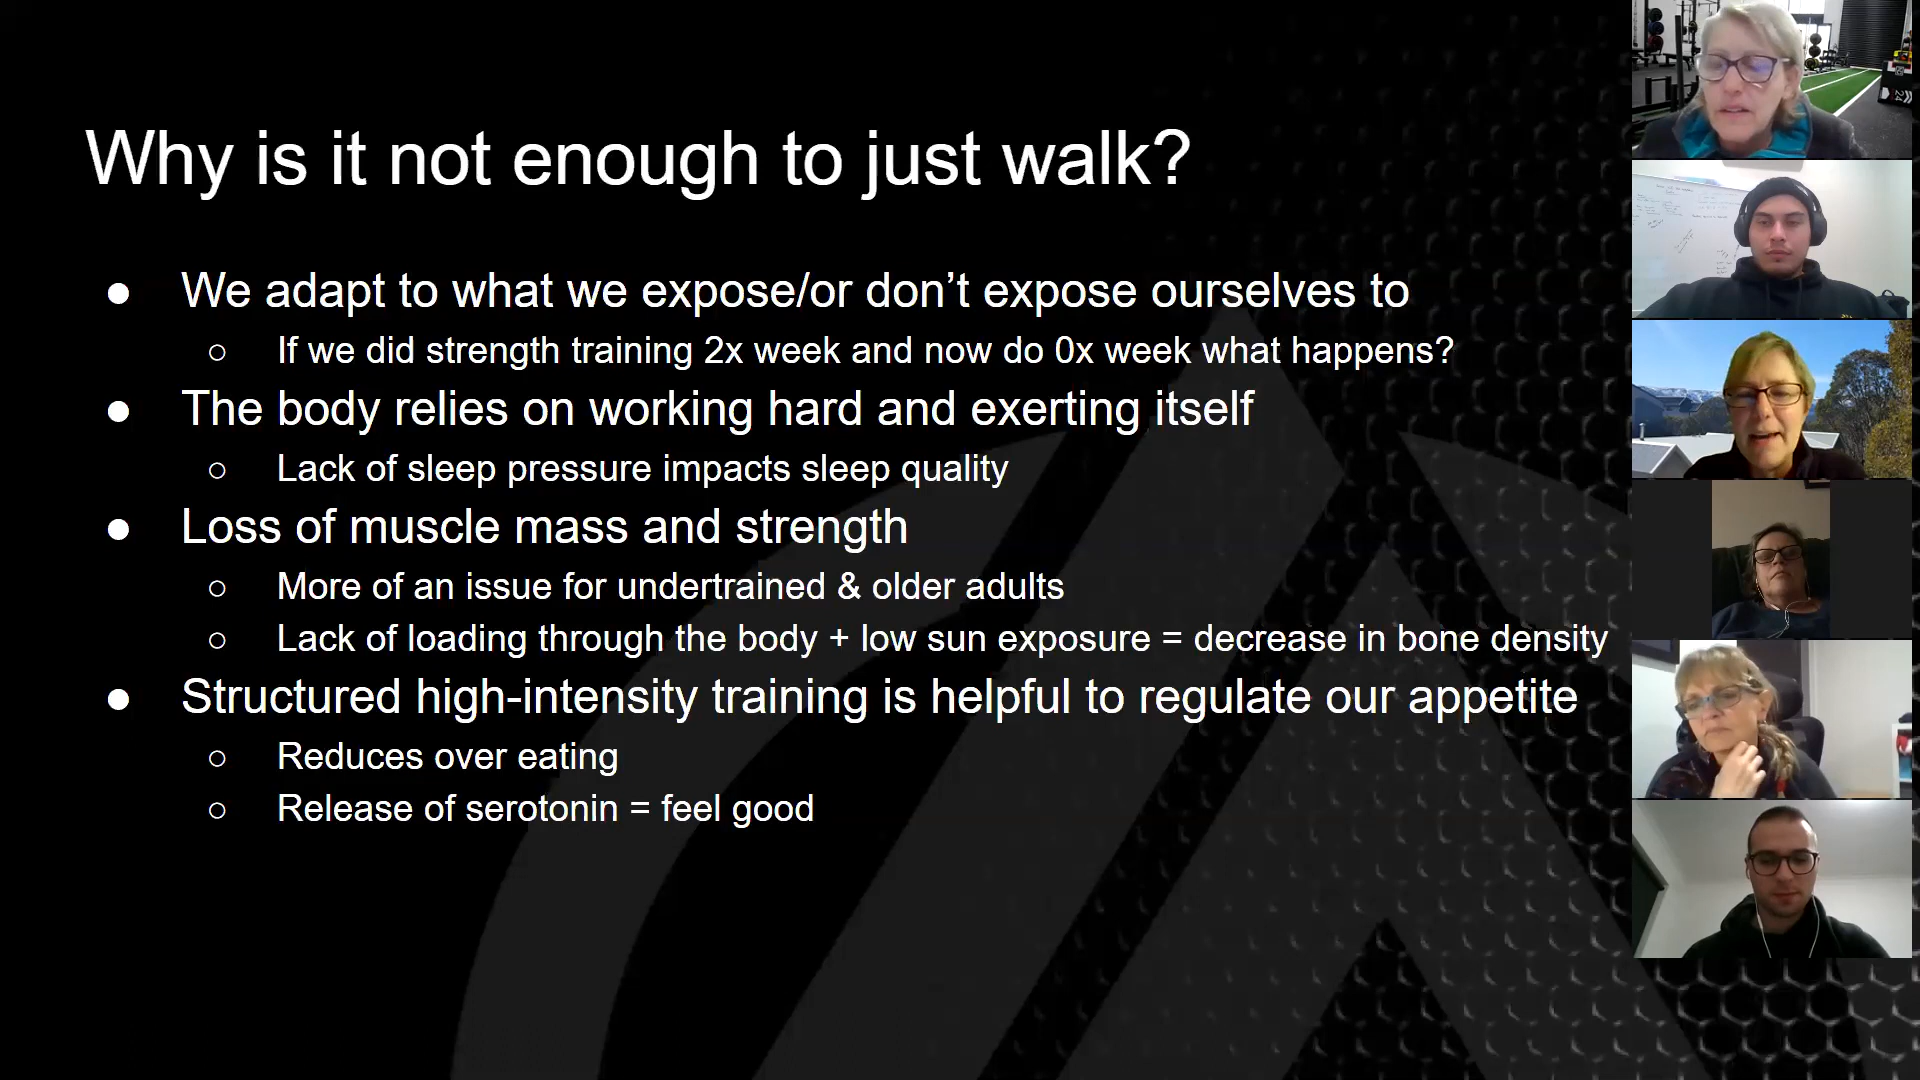 Why is it not enough to just walk?
● We adapt to what we expose/or don’t expose ourselves to
○ If we did strength training 2x week and now do 0x week what happens?
● The body relies on working hard and exerting itself
○ Lack of sleep pressure impacts sleep quality
● Loss of muscle mass and strength
○ More of an issue for undertrained & older adults
○ Lack of loading through the body + low sun exposure = decrease in bone density
● Structured high-intensity training is helpful to regulate our appetite
○ Reduces over eating
○ Release of serotonin = feel good
24